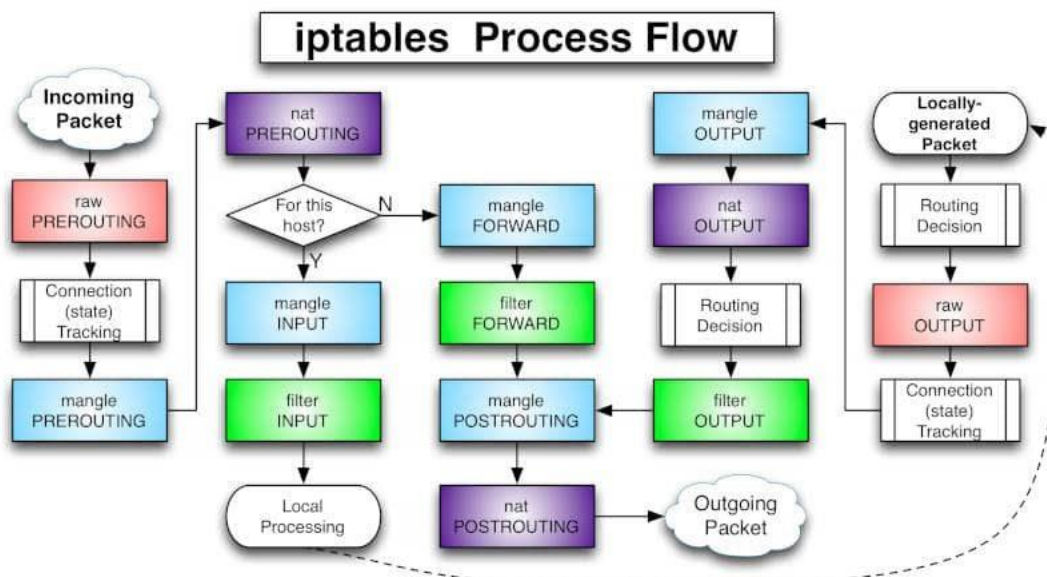 iptables Process Flow
Incoming
Packet
raw
PREROUTING
Connection
(state)
Tracking
mangle
PREROUTING
nat
PREROUTING
For this
host?
N
Y
mangle
INPUT
filter
INPUT
Local
Processing
mangle
FORWARD
filter
FORWARD
mangle
POSTROUTING
nat
POSTROUTING
Outgoing
Packet
mangle
OUTPUT
nat
OUTPUT
Routing
Decision
filter
OUTPUT
Locally-
generated
Packet
Routing
Decision
raw
OUTPUT
Connection
(state)
Tracking